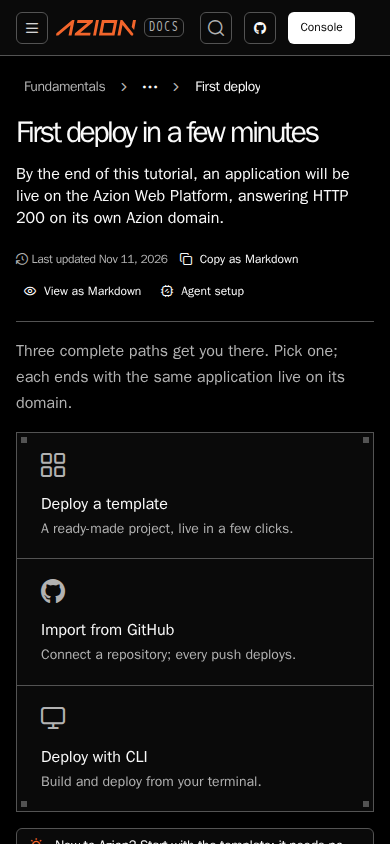 AZION DOCS Console
Fundamentals > ••• > First deploy
First deploy in a few minutes
By the end of this tutorial, an application will be
live on the Azion Web Platform, answering HTTP
200 on its own Azion domain.
Last updated Nov 11, 2026 Copy as Markdown
View as Markdown Agent setup
Three complete paths get you there. Pick one;
each ends with the same application live on its
domain.
Deploy a template
A ready-made project, live in a few clicks.
Import from GitHub
Connect a repository; every push deploys.
Deploy with CLI
Build and deploy from your terminal.
New to Azion? Start with the template: it needs no